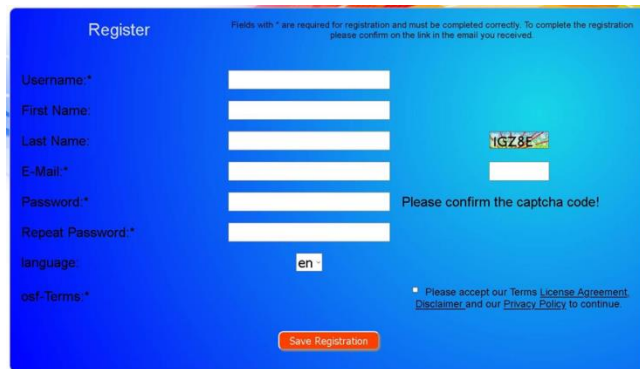 Register
Fields with * are required for registration and must be completed correctly. To complete the registration
please confirm on the link in the email you received.
Username:*
First Name:
Last Name:
IGZ8E
E-Mail:*
Password:*
Please confirm the captcha code!
Repeat Password:*
language:
en
osf-Terms:*
Please accept our Terms License Agreement,
Disclaimer and our Privacy Policy to continue.
Save Registration